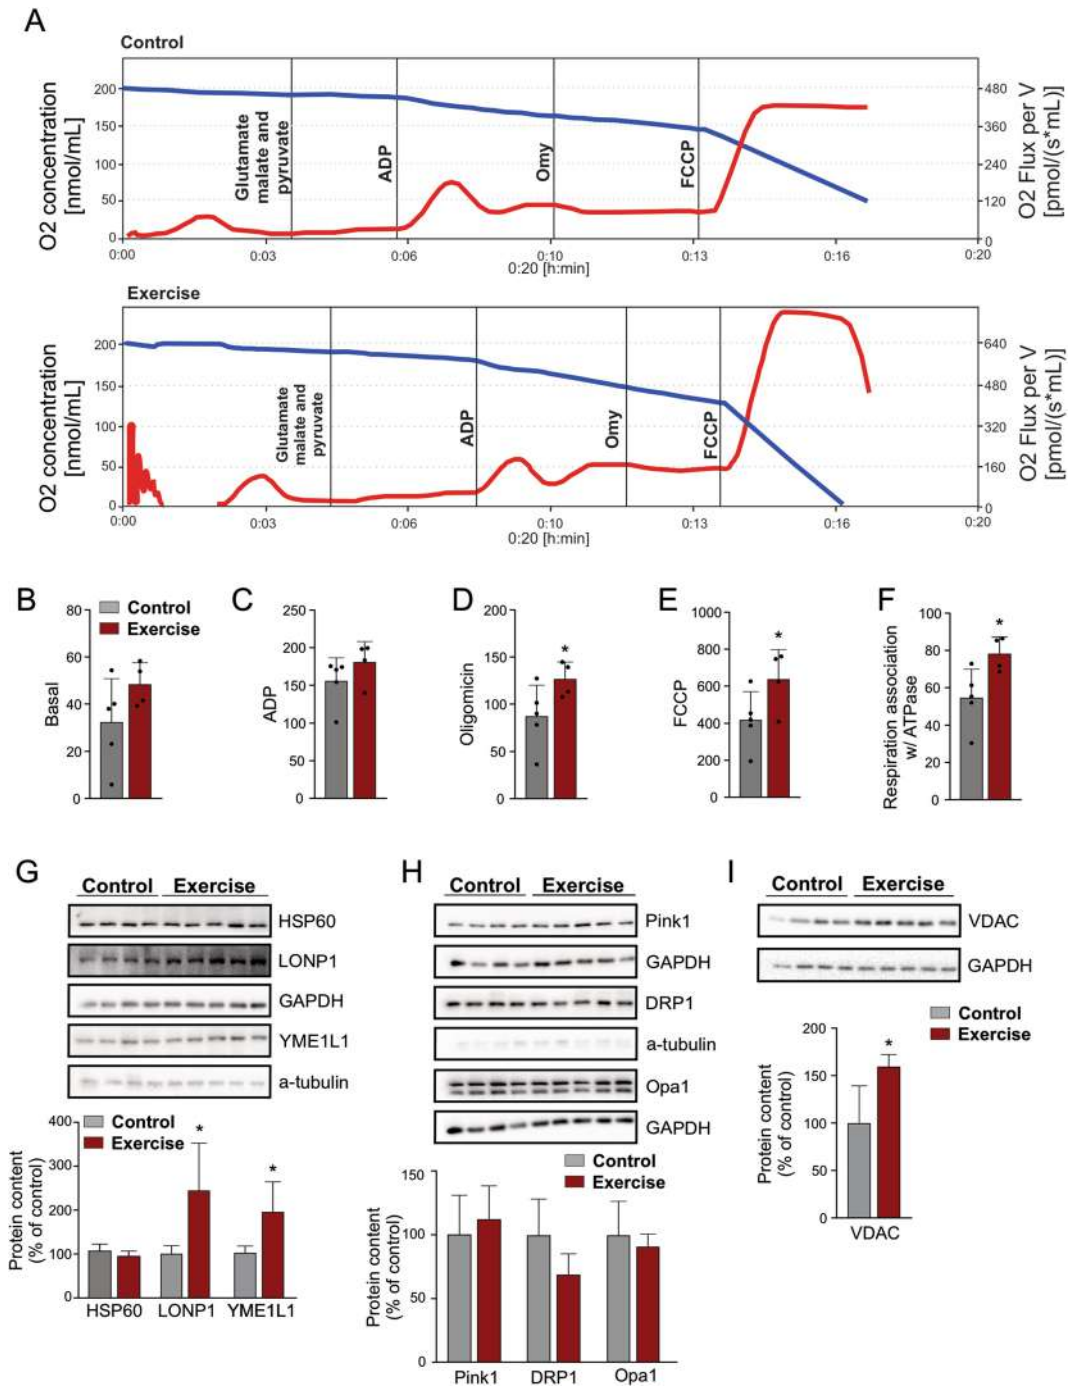 A
Control
O2 concentration
[nmol/mL]
200
150
100
50
0
Glutamate
malate and
pyruvate
ADP
Omy
FCCP
480
360
240
120
0
O2 Flux per V
[pmol/(s*mL)]
0:00
0:03
0:06
0:10
0:13
0:16
0:20
0:20 [h:min]
Exercise
O2 concentration
[nmol/mL]
200
150
100
50
0
Glutamate
malate and
pyruvate
ADP
Omy
FCCP
640
480
320
160
0
O2 Flux per V
[pmol/(s*mL)]
0:00
0:03
0:06
0:10
0:13
0:16
0:20
0:20 [h:min]
B
Control
Exercise
Basal
80
60
40
20
0
C
ADP
250
200
150
100
50
0
D
Oligomicin
200
150
100
50
0
*
E
FCCP
1000
800
600
400
200
0
*
F
Respiration association
w/ ATPase
100
80
60
40
20
0
*
G
Control Exercise
HSP60
LONP1
GAPDH
YME1L1
a-tubulin
Control
Exercise
Protein content
(% of control)
400
300
200
100
0
*
*
HSP60 LONP1 YME1L1
H
Control Exercise
Pink1
GAPDH
DRP1
a-tubulin
Opa1
GAPDH
Control
Exercise
Protein content
(% of control)
150
100
50
0
Pink1 DRP1 Opa1
I
Control Exercise
VDAC
GAPDH
Control
Exercise
Protein content
(% of control)
200
150
100
50
0
*
VDAC